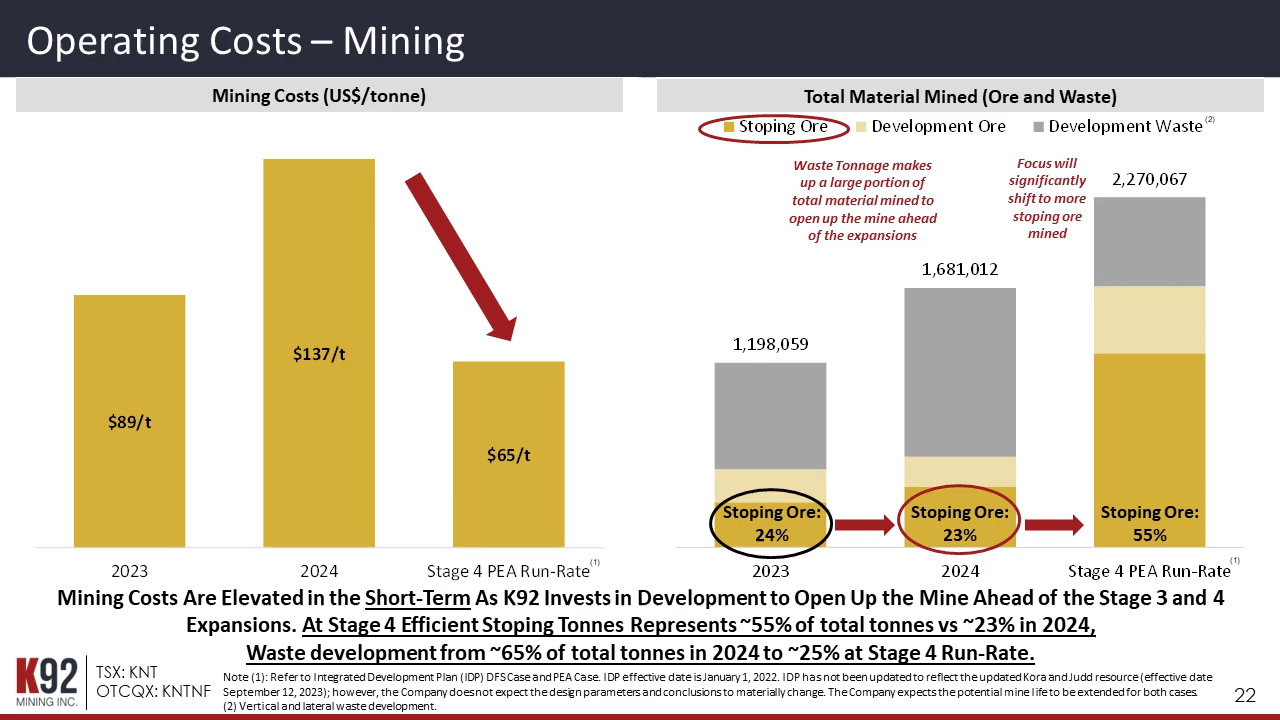 Operating Costs – Mining
Mining Costs (US$/tonne)
$89/t
$137/t
$65/t
2023
2024
Stage 4 PEA Run-Rate(1)
Total Material Mined (Ore and Waste)
Stoping Ore
Development Ore
Development Waste (2)
Waste Tonnage makes
up a large portion of
total material mined to
open up the mine ahead
of the expansions
Focus will
significantly
shift to more
stoping ore
mined
1,198,059
1,681,012
2,270,067
Stoping Ore:
24%
Stoping Ore:
23%
Stoping Ore:
55%
2023
2024
Stage 4 PEA Run-Rate(1)
Mining Costs Are Elevated in the Short-Term As K92 Invests in Development to Open Up the Mine Ahead of the Stage 3 and 4
Expansions. At Stage 4 Efficient Stoping Tonnes Represents ~55% of total tonnes vs ~23% in 2024,
Waste development from ~65% of total tonnes in 2024 to ~25% at Stage 4 Run-Rate.
K92
MINING INC.
TSX: KNT
OTCQX: KNTNF
Note (1): Refer to Integrated Development Plan (IDP) DFS Case and PEA Case. IDP effective date is January 1, 2022. IDP has not been updated to reflect the updated Kora and Judd resource (effective date
September 12, 2023); however, the Company does not expect the design parameters and conclusions to materially change. The Company expects the potential mine life to be extended for both cases.
(2) Vertical and lateral waste development.
22